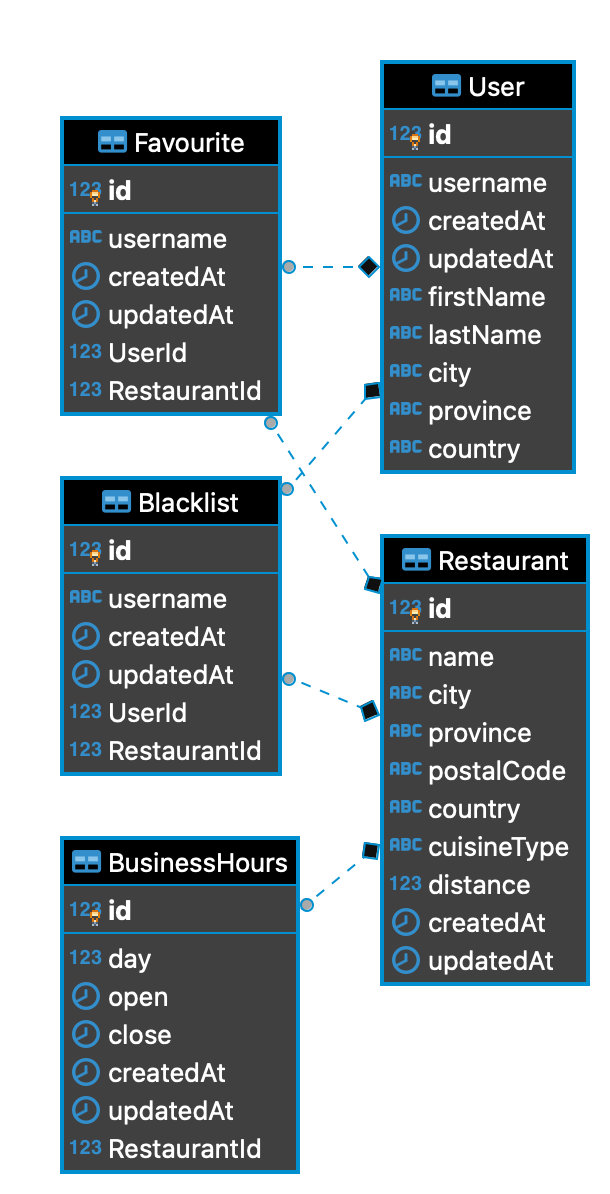 Favourite
123 id
ABC username
createdAt
updatedAt
123 UserId
123 RestaurantId
User
123 id
ABC username
createdAt
updatedAt
ABC firstName
ABC lastName
ABC city
ABC province
ABC country
Blacklist
123 id
ABC username
createdAt
updatedAt
123 UserId
123 RestaurantId
Restaurant
123 id
ABC name
ABC city
ABC province
ABC postalCode
ABC country
ABC cuisineType
123 distance
createdAt
updatedAt
BusinessHours
123 id
123 day
open
close
createdAt
updatedAt
123 RestaurantId